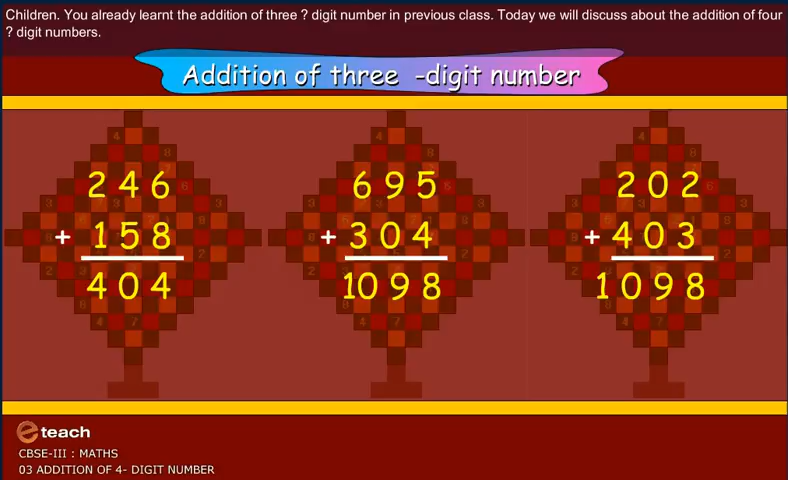 Children. You already learnt the addition of three ? digit number in previous class. Today we will discuss about the addition of four
? digit numbers.
Addition of three -digit number
2 4 6
+ 1 5 8
4 0 4
6 9 5
+ 3 0 4
10 9 8
2 0 2
+ 4 0 3
1 0 9 8
e teach
CBSE-III : MATHS
03 ADDITION OF 4- DIGIT NUMBER